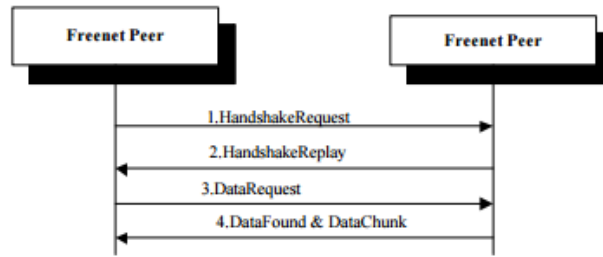 Freenet Peer
Freenet Peer
1.HandshakeRequest
2.HandshakeReplay
3.DataRequest
4.DataFound & DataChunk